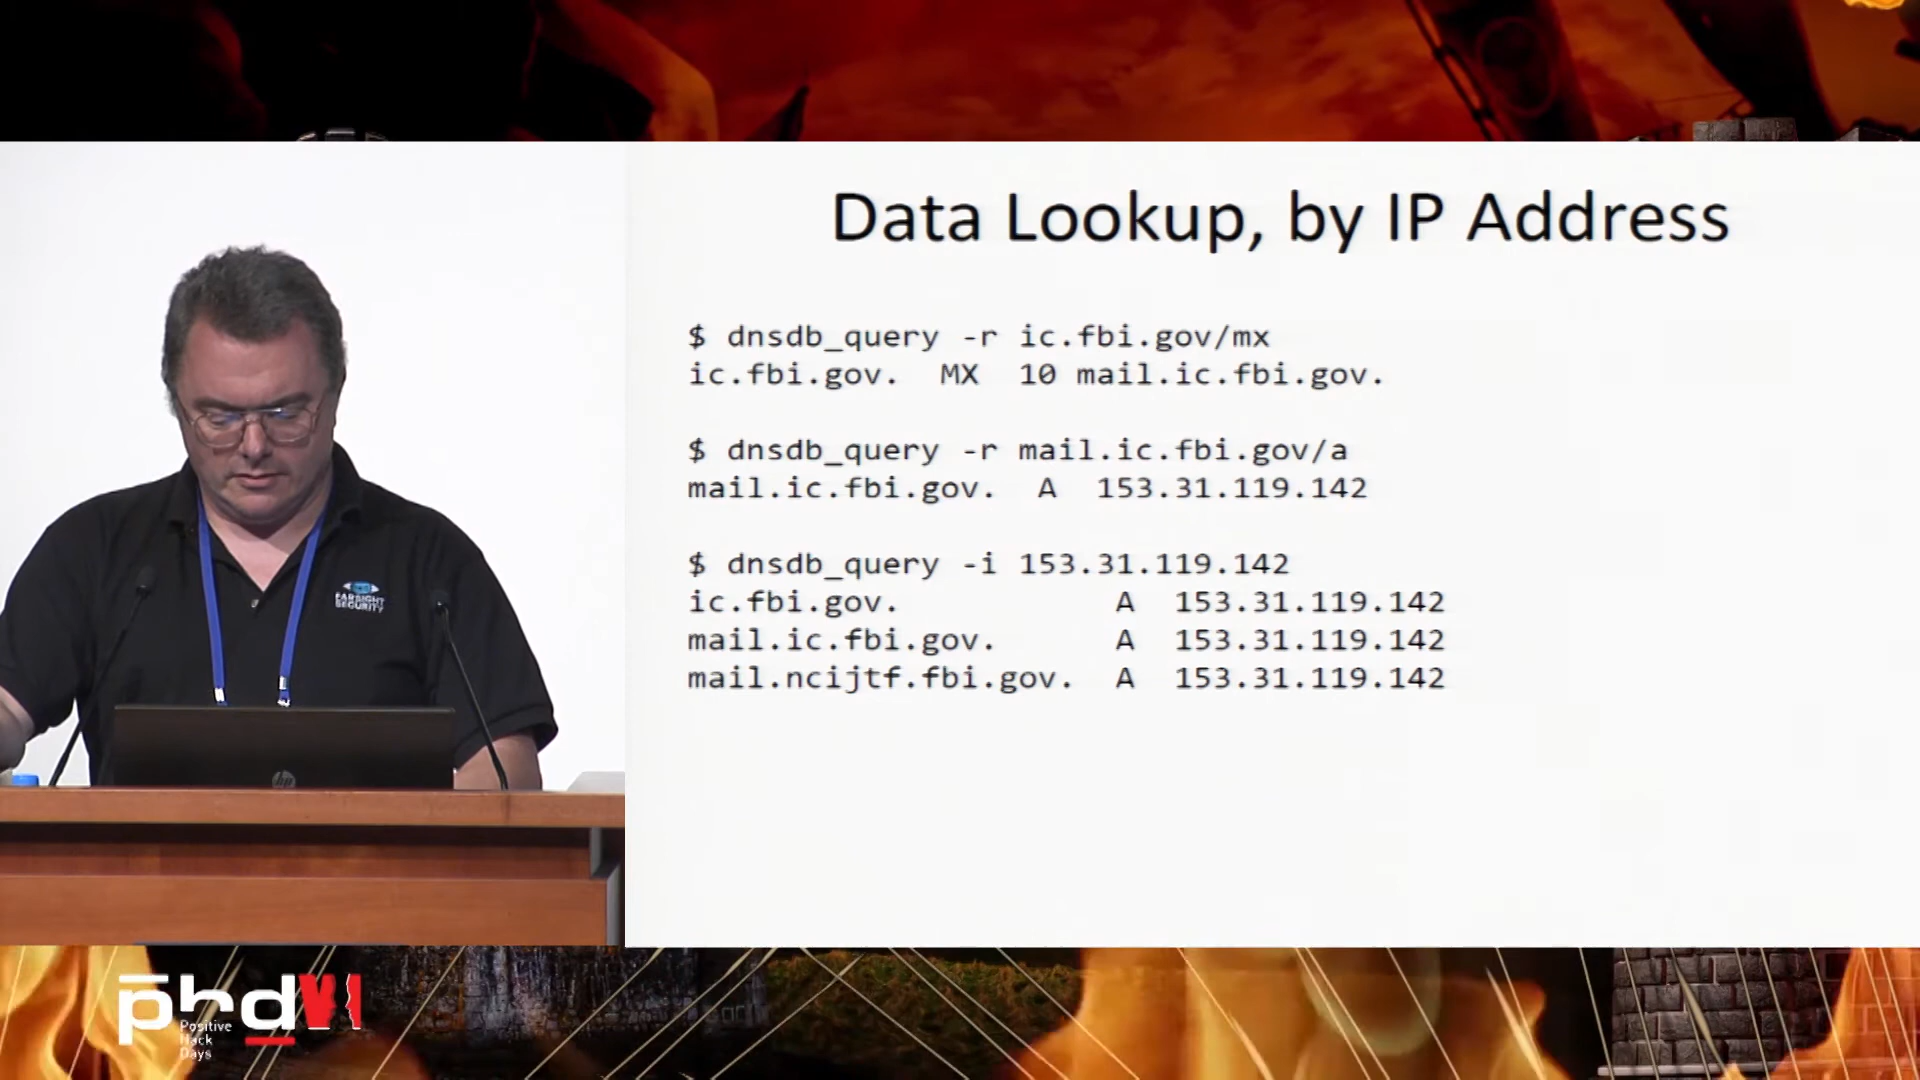 Data Lookup, by IP Address
$ dnsdb_query -r ic.fbi.gov/mx
ic.fbi.gov. MX 10 mail.ic.fbi.gov.
$ dnsdb_query -r mail.ic.fbi.gov/a
mail.ic.fbi.gov. A 153.31.119.142
$ dnsdb_query -i 153.31.119.142
ic.fbi.gov. A 153.31.119.142
mail.ic.fbi.gov. A 153.31.119.142
mail.ncijtf.fbi.gov. A 153.31.119.142
FARSIGHT
SECURITY
hp
phdVI
Positive
Hack
Days